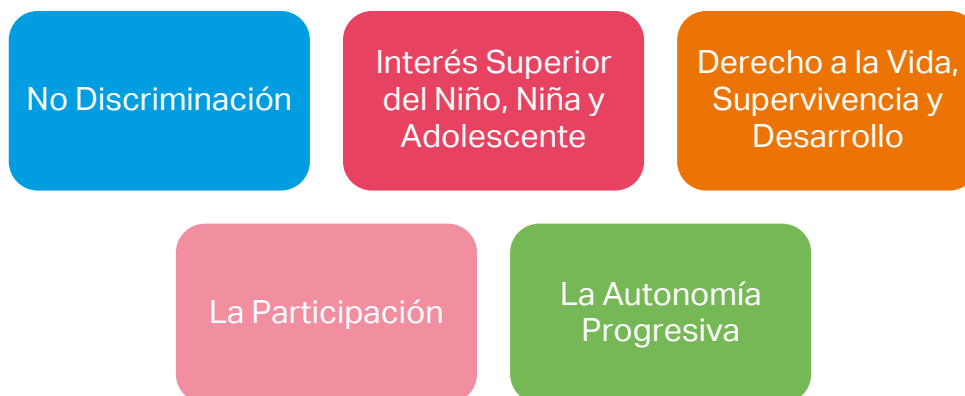 No Discriminación
Interés Superior
del Niño, Niña y
Adolescente
Derecho a la Vida,
Supervivencia y
Desarrollo
La Participación
La Autonomía
Progresiva